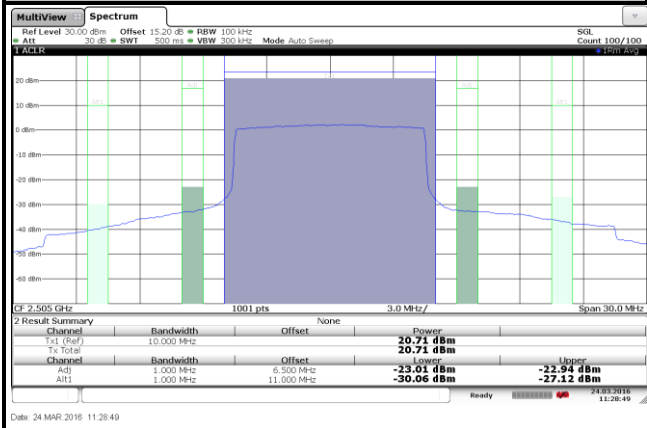 MultiView Spectrum
Ref Level 30.00 dBm Offset 15.20 dB RBW 100 kHz SGL
Att 30 dB SWT 500 ms VBW 300 kHz Mode Auto Sweep Count 100/100
1 ACLR 1Rm Avg
20 dBm
Adj
Alt1
0 dBm
-10 dBm
-20 dBm
-30 dBm
-40 dBm
-50 dBm
-60 dBm
CF 2.505 GHz 1001 pts 3.0 MHz/ Span 30.0 MHz
2 Result Summary None
Channel Bandwidth Offset Power
Tx1 (Ref) 10.000 MHz 20.71 dBm
Tx Total 20.71 dBm
Channel Bandwidth Offset Lower Upper
Adj 1.000 MHz 6.500 MHz -23.01 dBm -22.94 dBm
Alt1 1.000 MHz 11.000 MHz -30.06 dBm -27.12 dBm
Ready 24.03.2016
11:28:49
Date: 24.MAR.2016 11:28:49